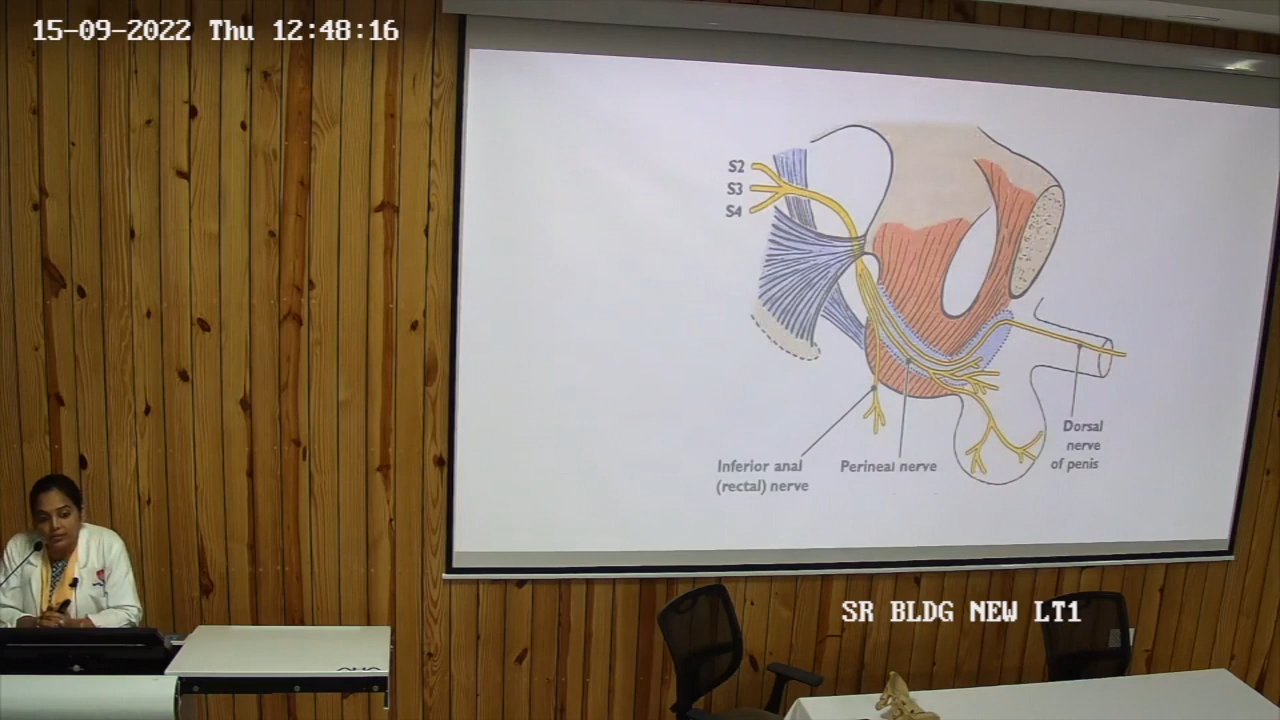 15-09-2022 Thu 12:48:16
S2
S3
S4
Dorsal
nerve
of penis
Inferior anal
(rectal) nerve
Perineal nerve
SR BLDG NEW LT1